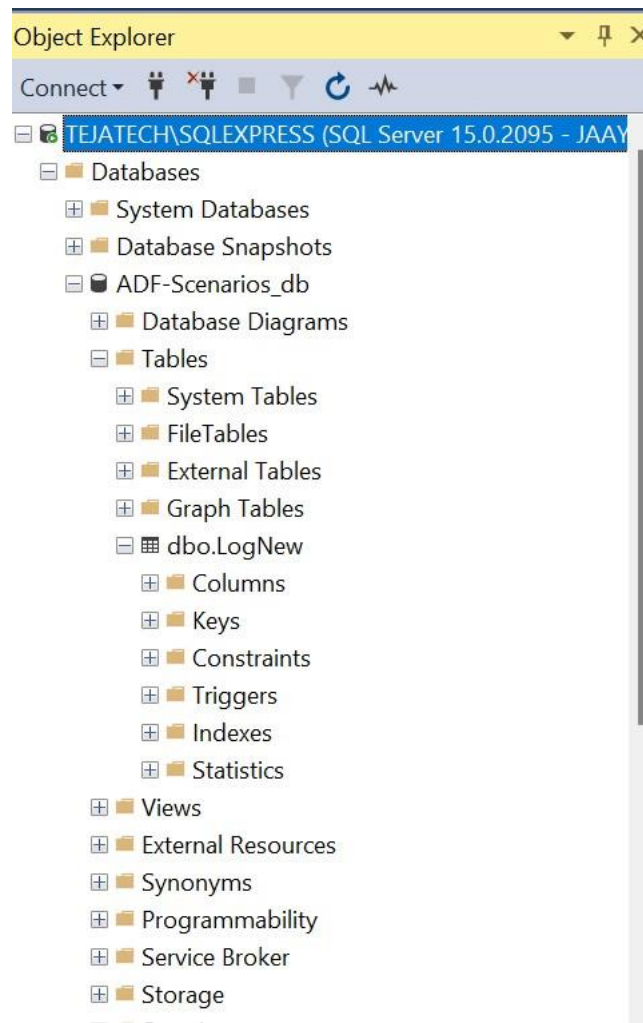 Object Explorer
Connect
TEJATECH\SQLEXPRESS (SQL Server 15.0.2095 - JAAY
Databases
System Databases
Database Snapshots
ADF-Scenarios_db
Database Diagrams
Tables
System Tables
FileTables
External Tables
Graph Tables
dbo.LogNew
Columns
Keys
Constraints
Triggers
Indexes
Statistics
Views
External Resources
Synonyms
Programmability
Service Broker
Storage